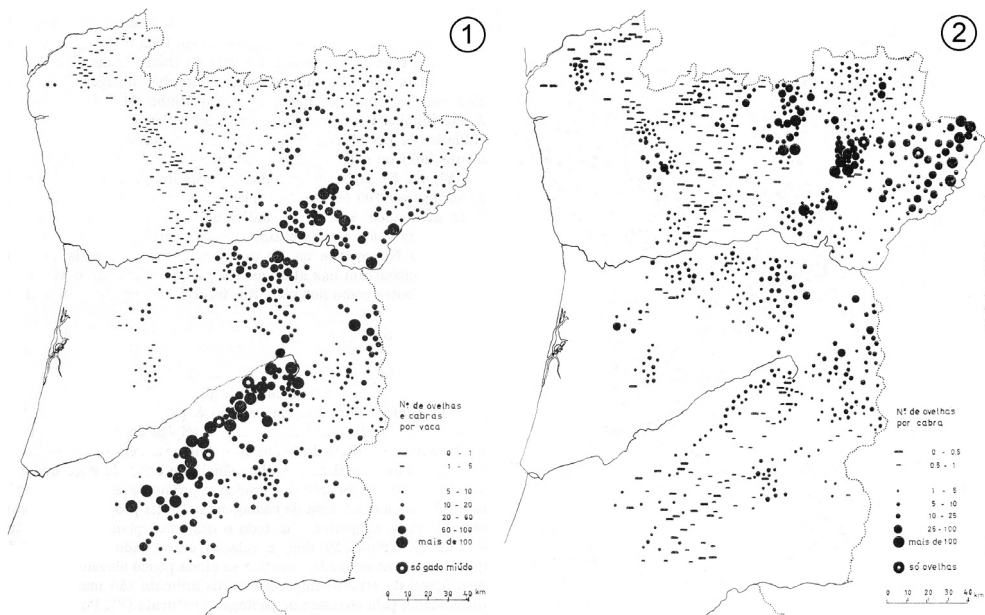 1
2
Nº de ovelhas
e cabras
por vaca
0 - 1
1 - 5
5 - 10
10 - 20
20 - 60
60 - 100
mais de 100
só gado miúdo
0 10 20 30 40 km
Nº de ovelhas
por cabra
0 - 0.5
0.5 - 1
1 - 5
5 - 10
10 - 25
25 - 100
mais de 100
só ovelhas
0 10 20 30 40